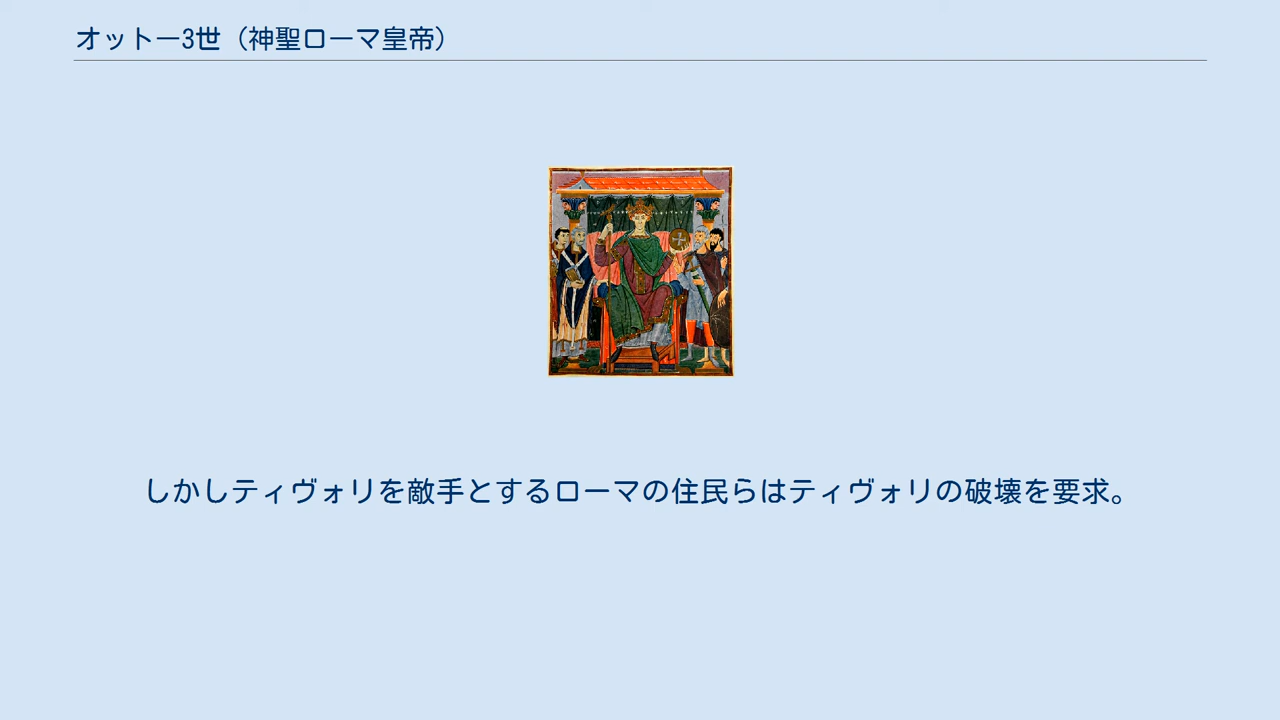 オットー3世（神聖ローマ皇帝）
しかしティヴォリを敵手とするローマの住民らはティヴォリの破壊を要求。